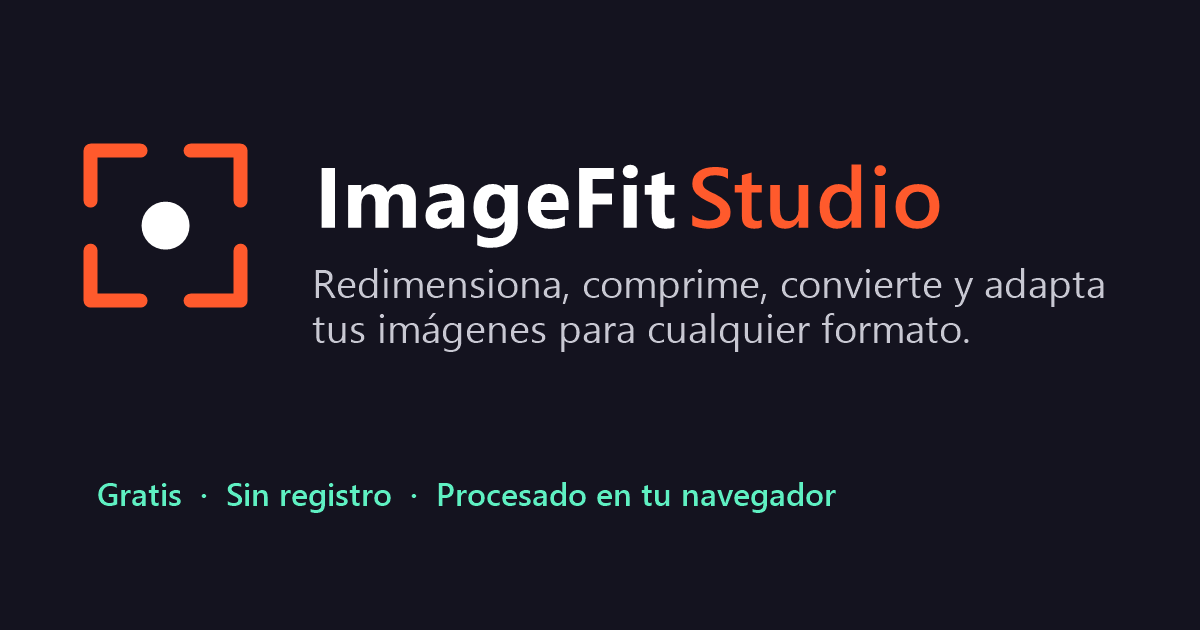 ImageFit Studio
Redimensiona, comprime, convierte y adapta
tus imágenes para cualquier formato.
Gratis · Sin registro · Procesado en tu navegador